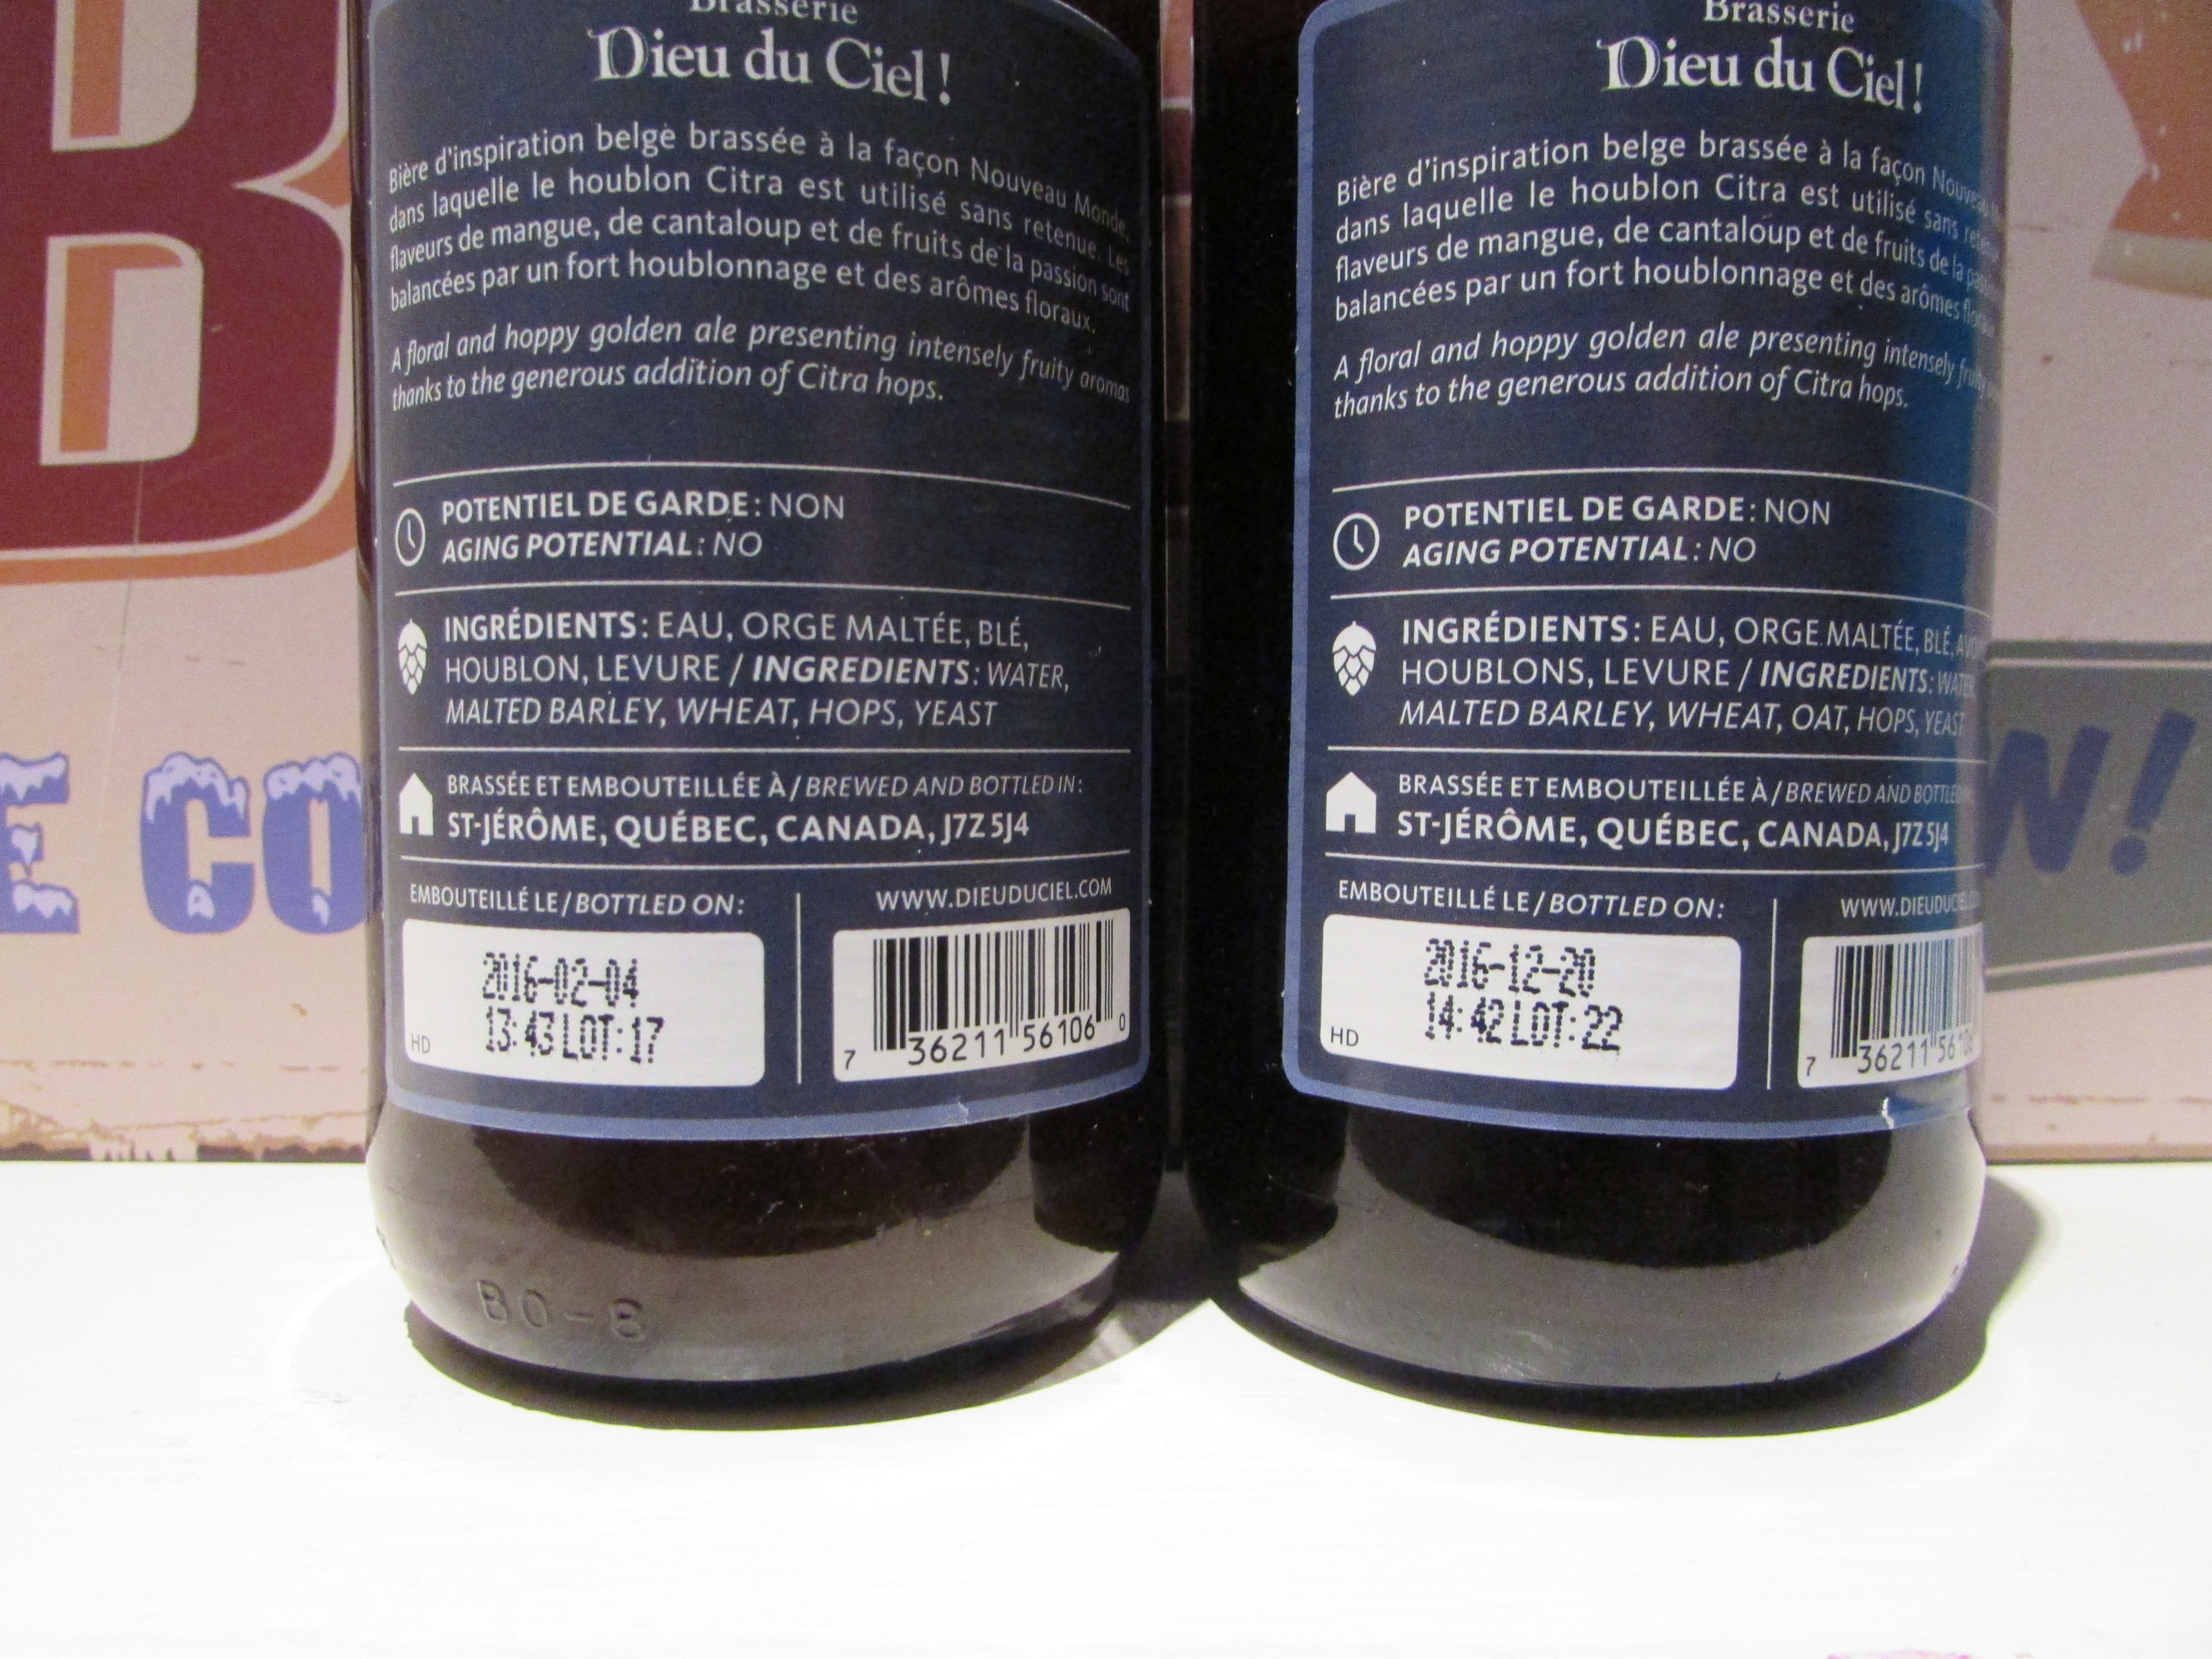 B
E CO
W!
Brasserie
Dieu du Ciel !
Bière d'inspiration belge brassée à la façon Nouveau Monde,
dans laquelle le houblon Citra est utilisé sans retenue. Les
flaveurs de mangue, de cantaloup et de fruits de la passion sont
balancées par un fort houblonnage et des arômes floraux.
A floral and hoppy golden ale presenting intensely fruity aromas
thanks to the generous addition of Citra hops.
POTENTIEL DE GARDE : NON
AGING POTENTIAL : NO
INGRÉDIENTS : EAU, ORGE MALTÉE, BLÉ,
HOUBLON, LEVURE / INGREDIENTS : WATER,
MALTED BARLEY, WHEAT, HOPS, YEAST
BRASSÉE ET EMBOUTEILLÉE À / BREWED AND BOTTLED IN :
ST-JÉRÔME, QUÉBEC, CANADA, J7Z 5J4
EMBOUTEILLÉ LE / BOTTLED ON :
WWW.DIEUDUCIEL.COM
2016-02-04
13:43 LOT:17
HD
7 36211 56106 0
BO-8
Brasserie
Dieu du Ciel !
Bière d'inspiration belge brassée à la façon
dans laquelle le houblon Citra est utilisé sans
flaveurs de mangue, de cantaloup et de fruits de la
balancées par un fort houblonnage et des arômes
A floral and hoppy golden ale presenting intensely
thanks to the generous addition of Citra hops.
POTENTIEL DE GARDE : NON
AGING POTENTIAL : NO
INGRÉDIENTS : EAU, ORGE MALTÉE, BLÉ,
HOUBLONS, LEVURE / INGREDIENTS :
MALTED BARLEY, WHEAT, OAT, HOPS, YEAST
BRASSÉE ET EMBOUTEILLÉE À / BREWED AND BOTTLED
ST-JÉRÔME, QUÉBEC, CANADA, J7Z 5J4
EMBOUTEILLÉ LE / BOTTLED ON :
WWW.DIEUDUCIEL
2016-12-20
14:42 LOT:22
HD
7 36211 56106